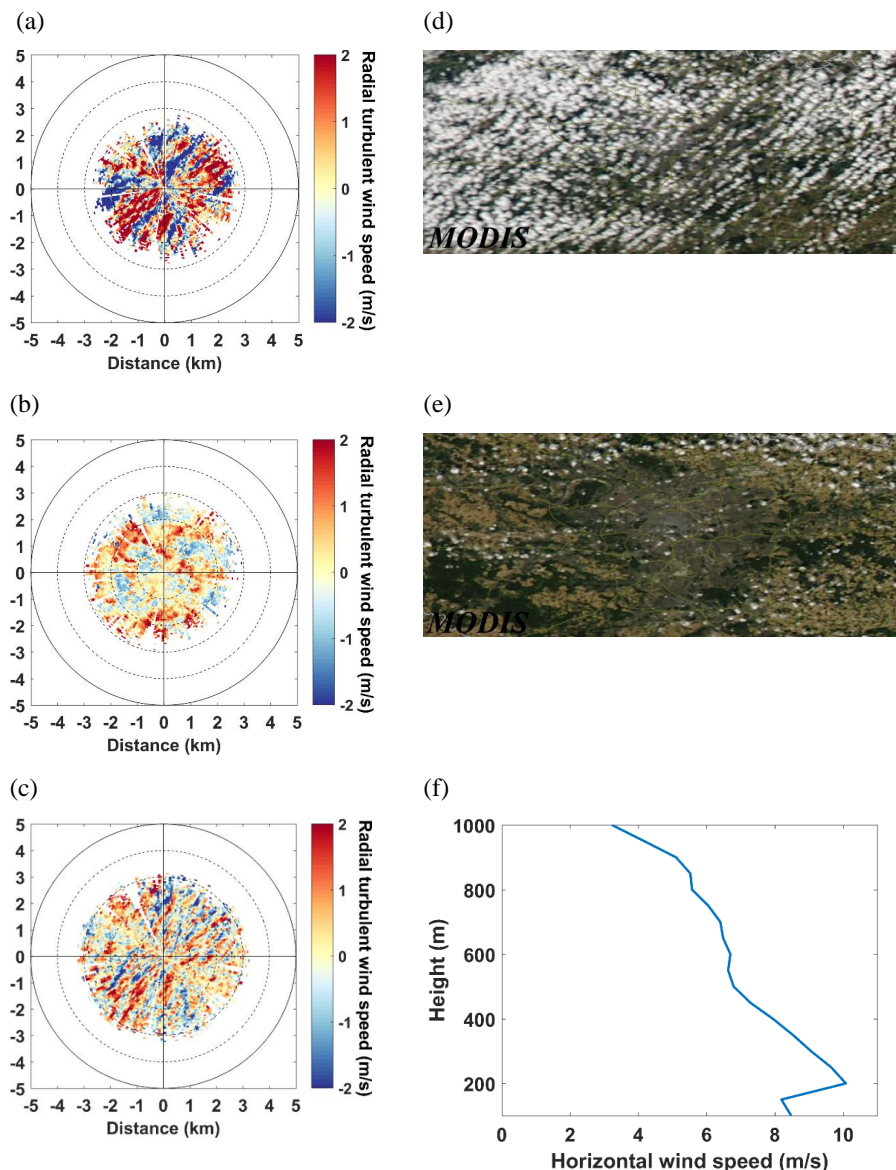 (a)
5
4
3
2
1
0
-1
-2
-3
-4
-5
-5 -4 -3 -2 -1 0 1 2 3 4 5
Distance (km)
2
1
0
-1
-2
Radial turbulent wind speed (m/s)
(d)
MODIS
(b)
5
4
3
2
1
0
-1
-2
-3
-4
-5
-5 -4 -3 -2 -1 0 1 2 3 4 5
Distance (km)
2
1
0
-1
-2
Radial turbulent wind speed (m/s)
(e)
MODIS
(c)
5
4
3
2
1
0
-1
-2
-3
-4
-5
-5 -4 -3 -2 -1 0 1 2 3 4 5
Distance (km)
2
1
0
-1
-2
Radial turbulent wind speed (m/s)
(f)
Height (m)
1000
800
600
400
200
0 2 4 6 8 10
Horizontal wind speed (m/s)